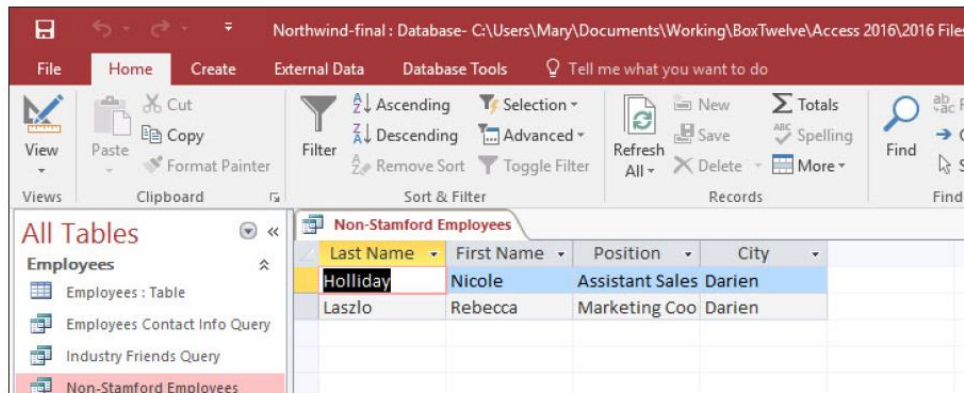 Northwind-final : Database- C:\Users\Mary\Documents\Working\BoxTwelve\Access 2016\2016 Files
File Home Create External Data Database Tools Tell me what you want to do
View
Paste
Cut
Copy
Format Painter
Filter
Ascending
Descending
Remove Sort
Selection
Advanced
Toggle Filter
Refresh
All
New
Save
Delete
Totals
Spelling
More
Find
Views Clipboard Sort & Filter Records Find
All Tables
Employees
Employees : Table
Employees Contact Info Query
Industry Friends Query
Non-Stamford Employees
Non-Stamford Employees
Last Name First Name Position City
Holliday Nicole Assistant Sales Darien
Laszlo Rebecca Marketing Coo Darien